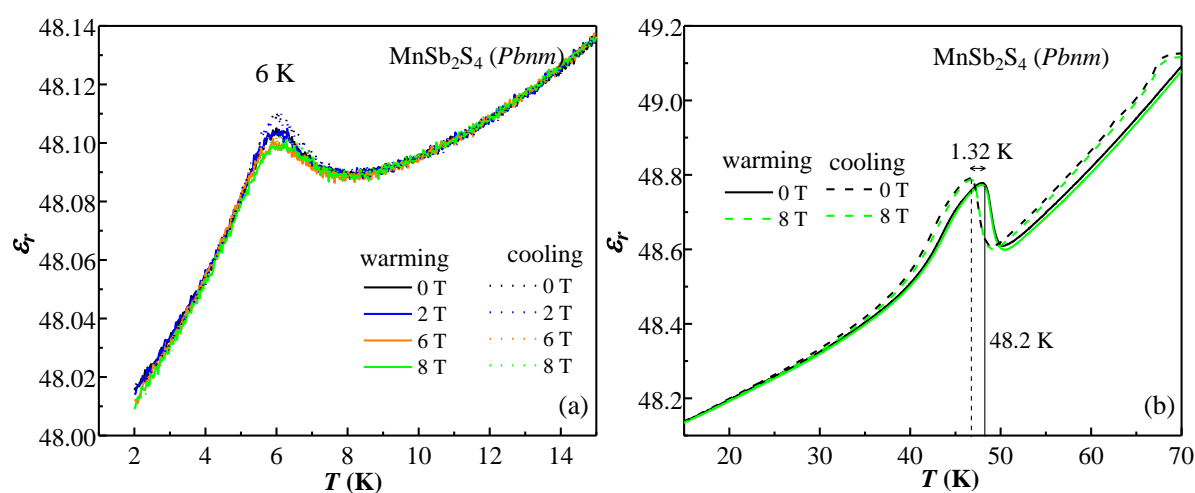 48.14
48.12
48.10
48.08
48.06
48.04
48.02
48.00
εr
MnSb2S4 (Pbnm)
6 K
warming cooling
0 T 0 T
2 T 2 T
6 T 6 T
8 T 8 T
(a)
2 4 6 8 10 12 14
T (K)
49.2
49.0
48.8
48.6
48.4
48.2
εr
MnSb2S4 (Pbnm)
1.32 K
warming cooling
0 T 0 T
8 T 8 T
48.2 K
(b)
20 30 40 50 60 70
T (K)